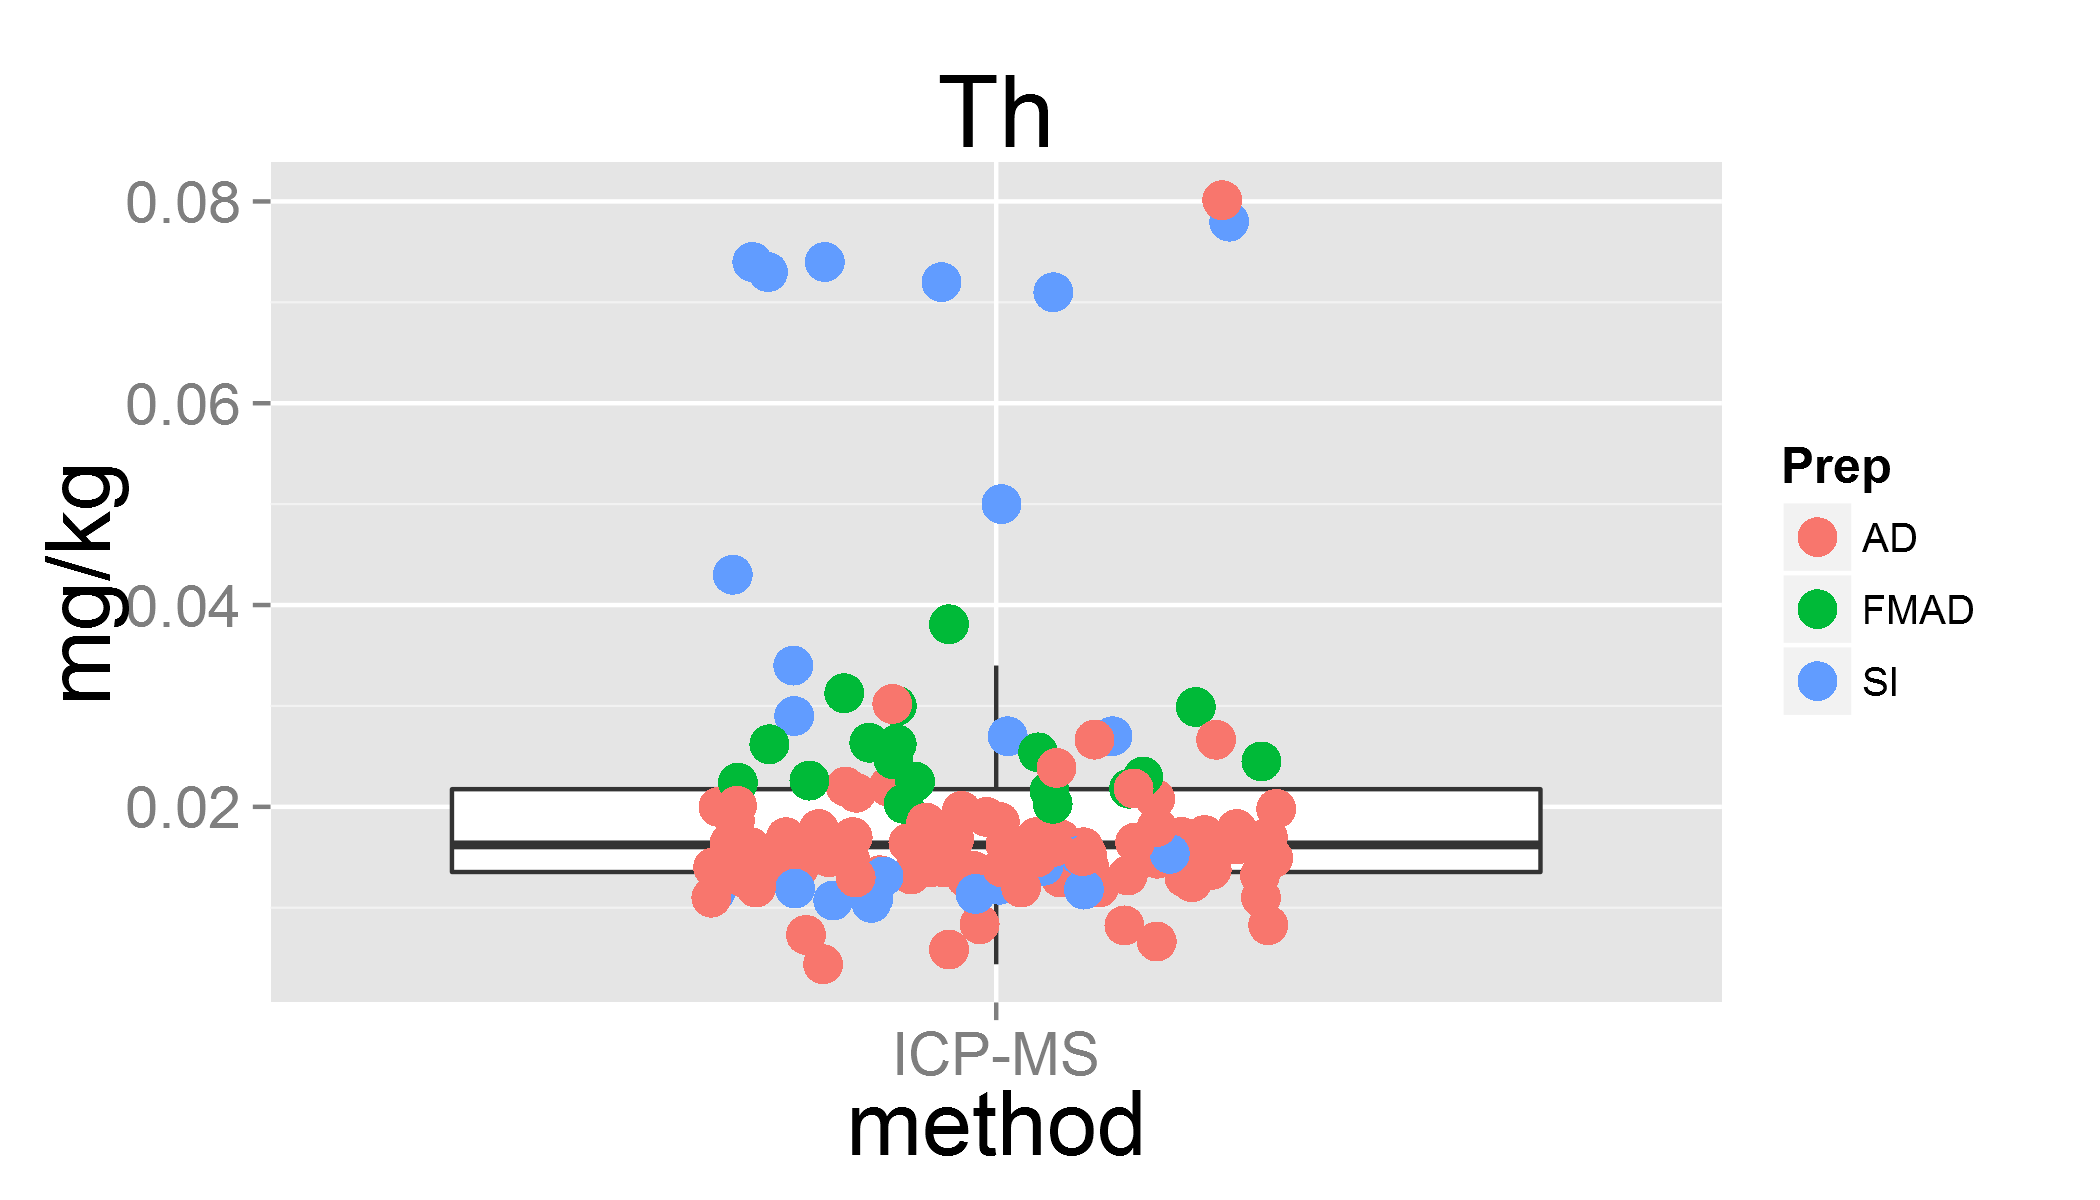 Th
mg/kg
0.08
0.06
0.04
0.02
ICP-MS
method
Prep
AD
FMAD
SI